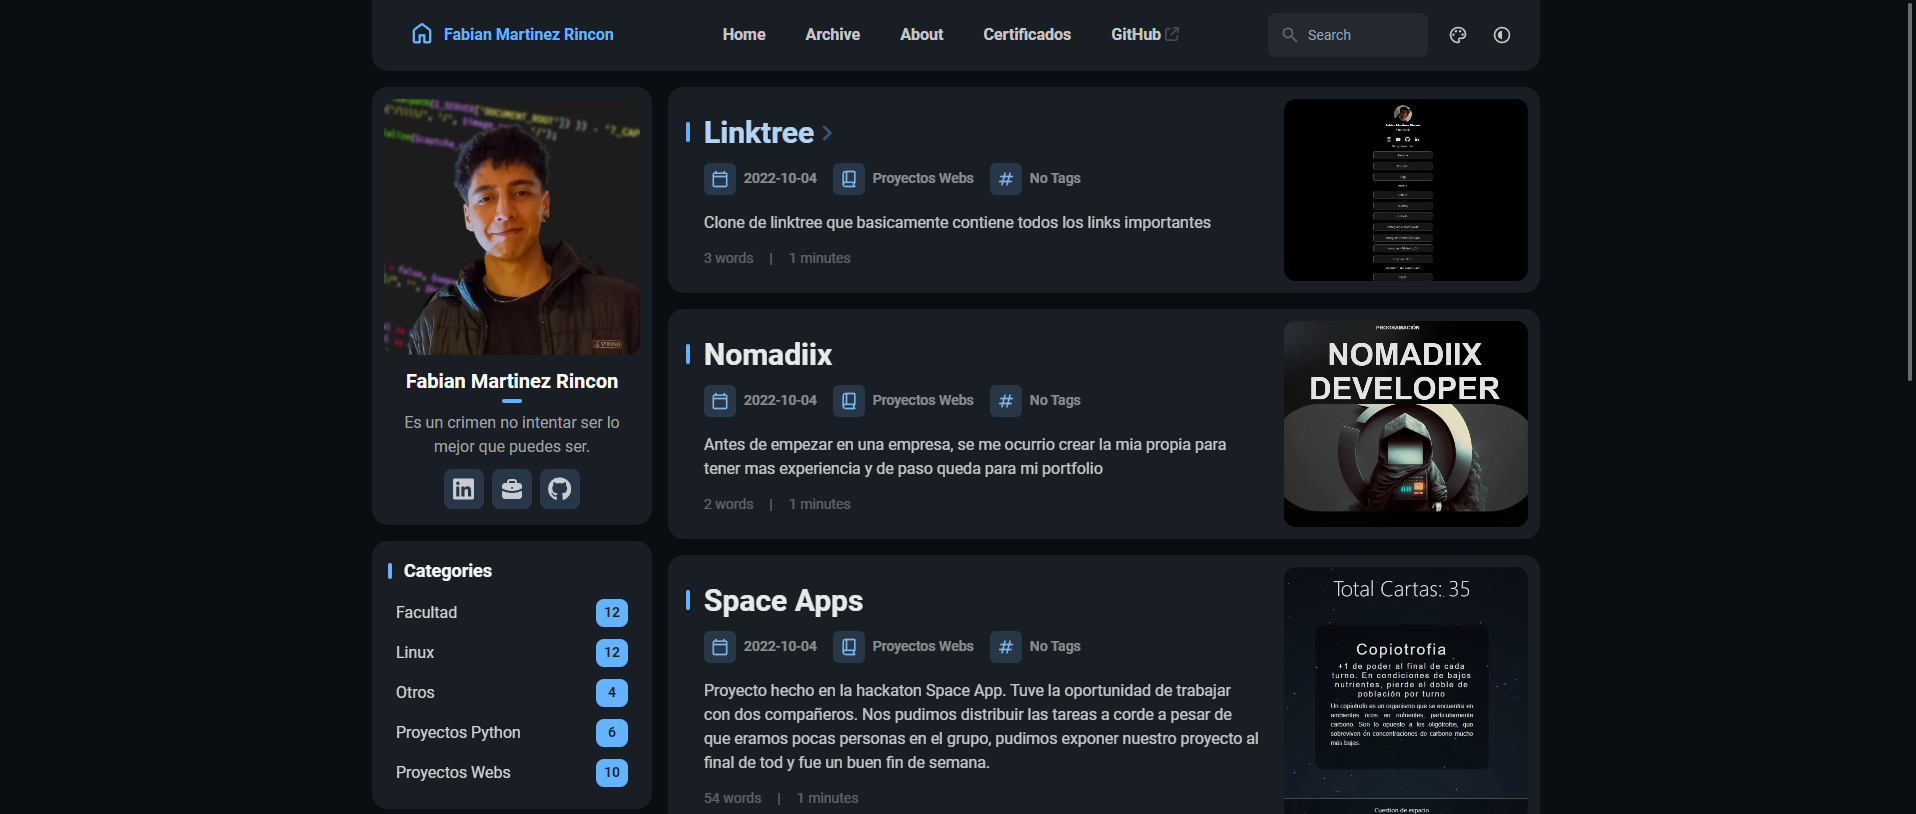 Fabian Martinez Rincon
Home
Archive
About
Certificados
GitHub
Search
Fabian Martinez Rincon
Es un crimen no intentar ser lo
mejor que puedes ser.
Categories
Facultad 12
Linux 12
Otros 4
Proyectos Python 6
Proyectos Webs 10
Linktree
2022-10-04 Proyectos Webs No Tags
Clone de linktree que basicamente contiene todos los links importantes
3 words | 1 minutes
Nomadiix
2022-10-04 Proyectos Webs No Tags
Antes de empezar en una empresa, se me ocurrio crear la mia propia para
tener mas experiencia y de paso queda para mi portfolio
2 words | 1 minutes
PROGRAMACIÓN
NOMADIIX
DEVELOPER
Space Apps
2022-10-04 Proyectos Webs No Tags
Proyecto hecho en la hackaton Space App. Tuve la oportunidad de trabajar
con dos compañeros. Nos pudimos distribuir las tareas a corde a pesar de
que eramos pocas personas en el grupo, pudimos exponer nuestro proyecto al
final de tod y fue un buen fin de semana.
54 words | 1 minutes
Total Cartas: 35
Copiotrofia
+1 de poder al final de cada
turno. En condiciones de bajos
nutrientes, pierde el doble de
población por turno
Un copiotrofo es un organismo que se encuentra en
ambientes ricos en nutrientes, particularmente
carbono. Son lo opuesto a los oligótrofos, que
sobreviven en concentraciones de carbono mucho
más bajas.
Cuestion de espacio